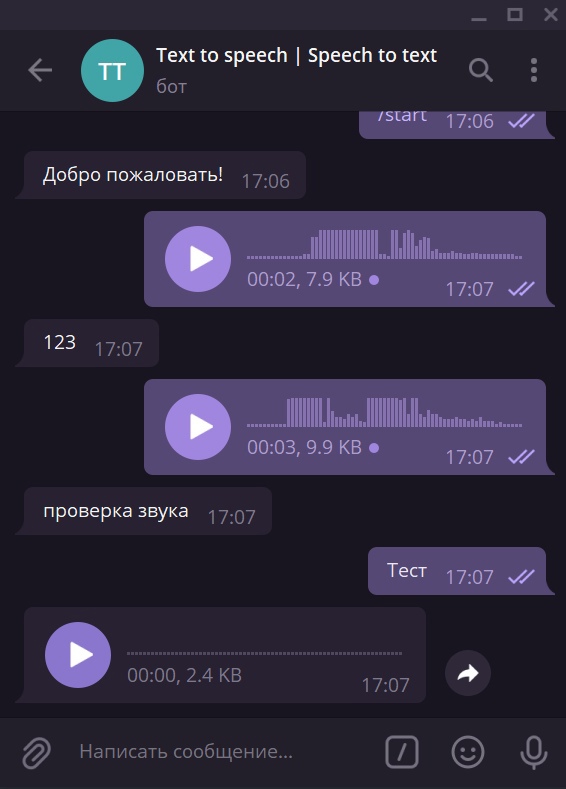 Text to speech | Speech to text
TT
бот
/start 17:06
Добро пожаловать! 17:06
00:02, 7.9 KB 17:07
123 17:07
00:03, 9.9 KB 17:07
проверка звука 17:07
Тест 17:07
00:00, 2.4 KB 17:07
Написать сообщение...